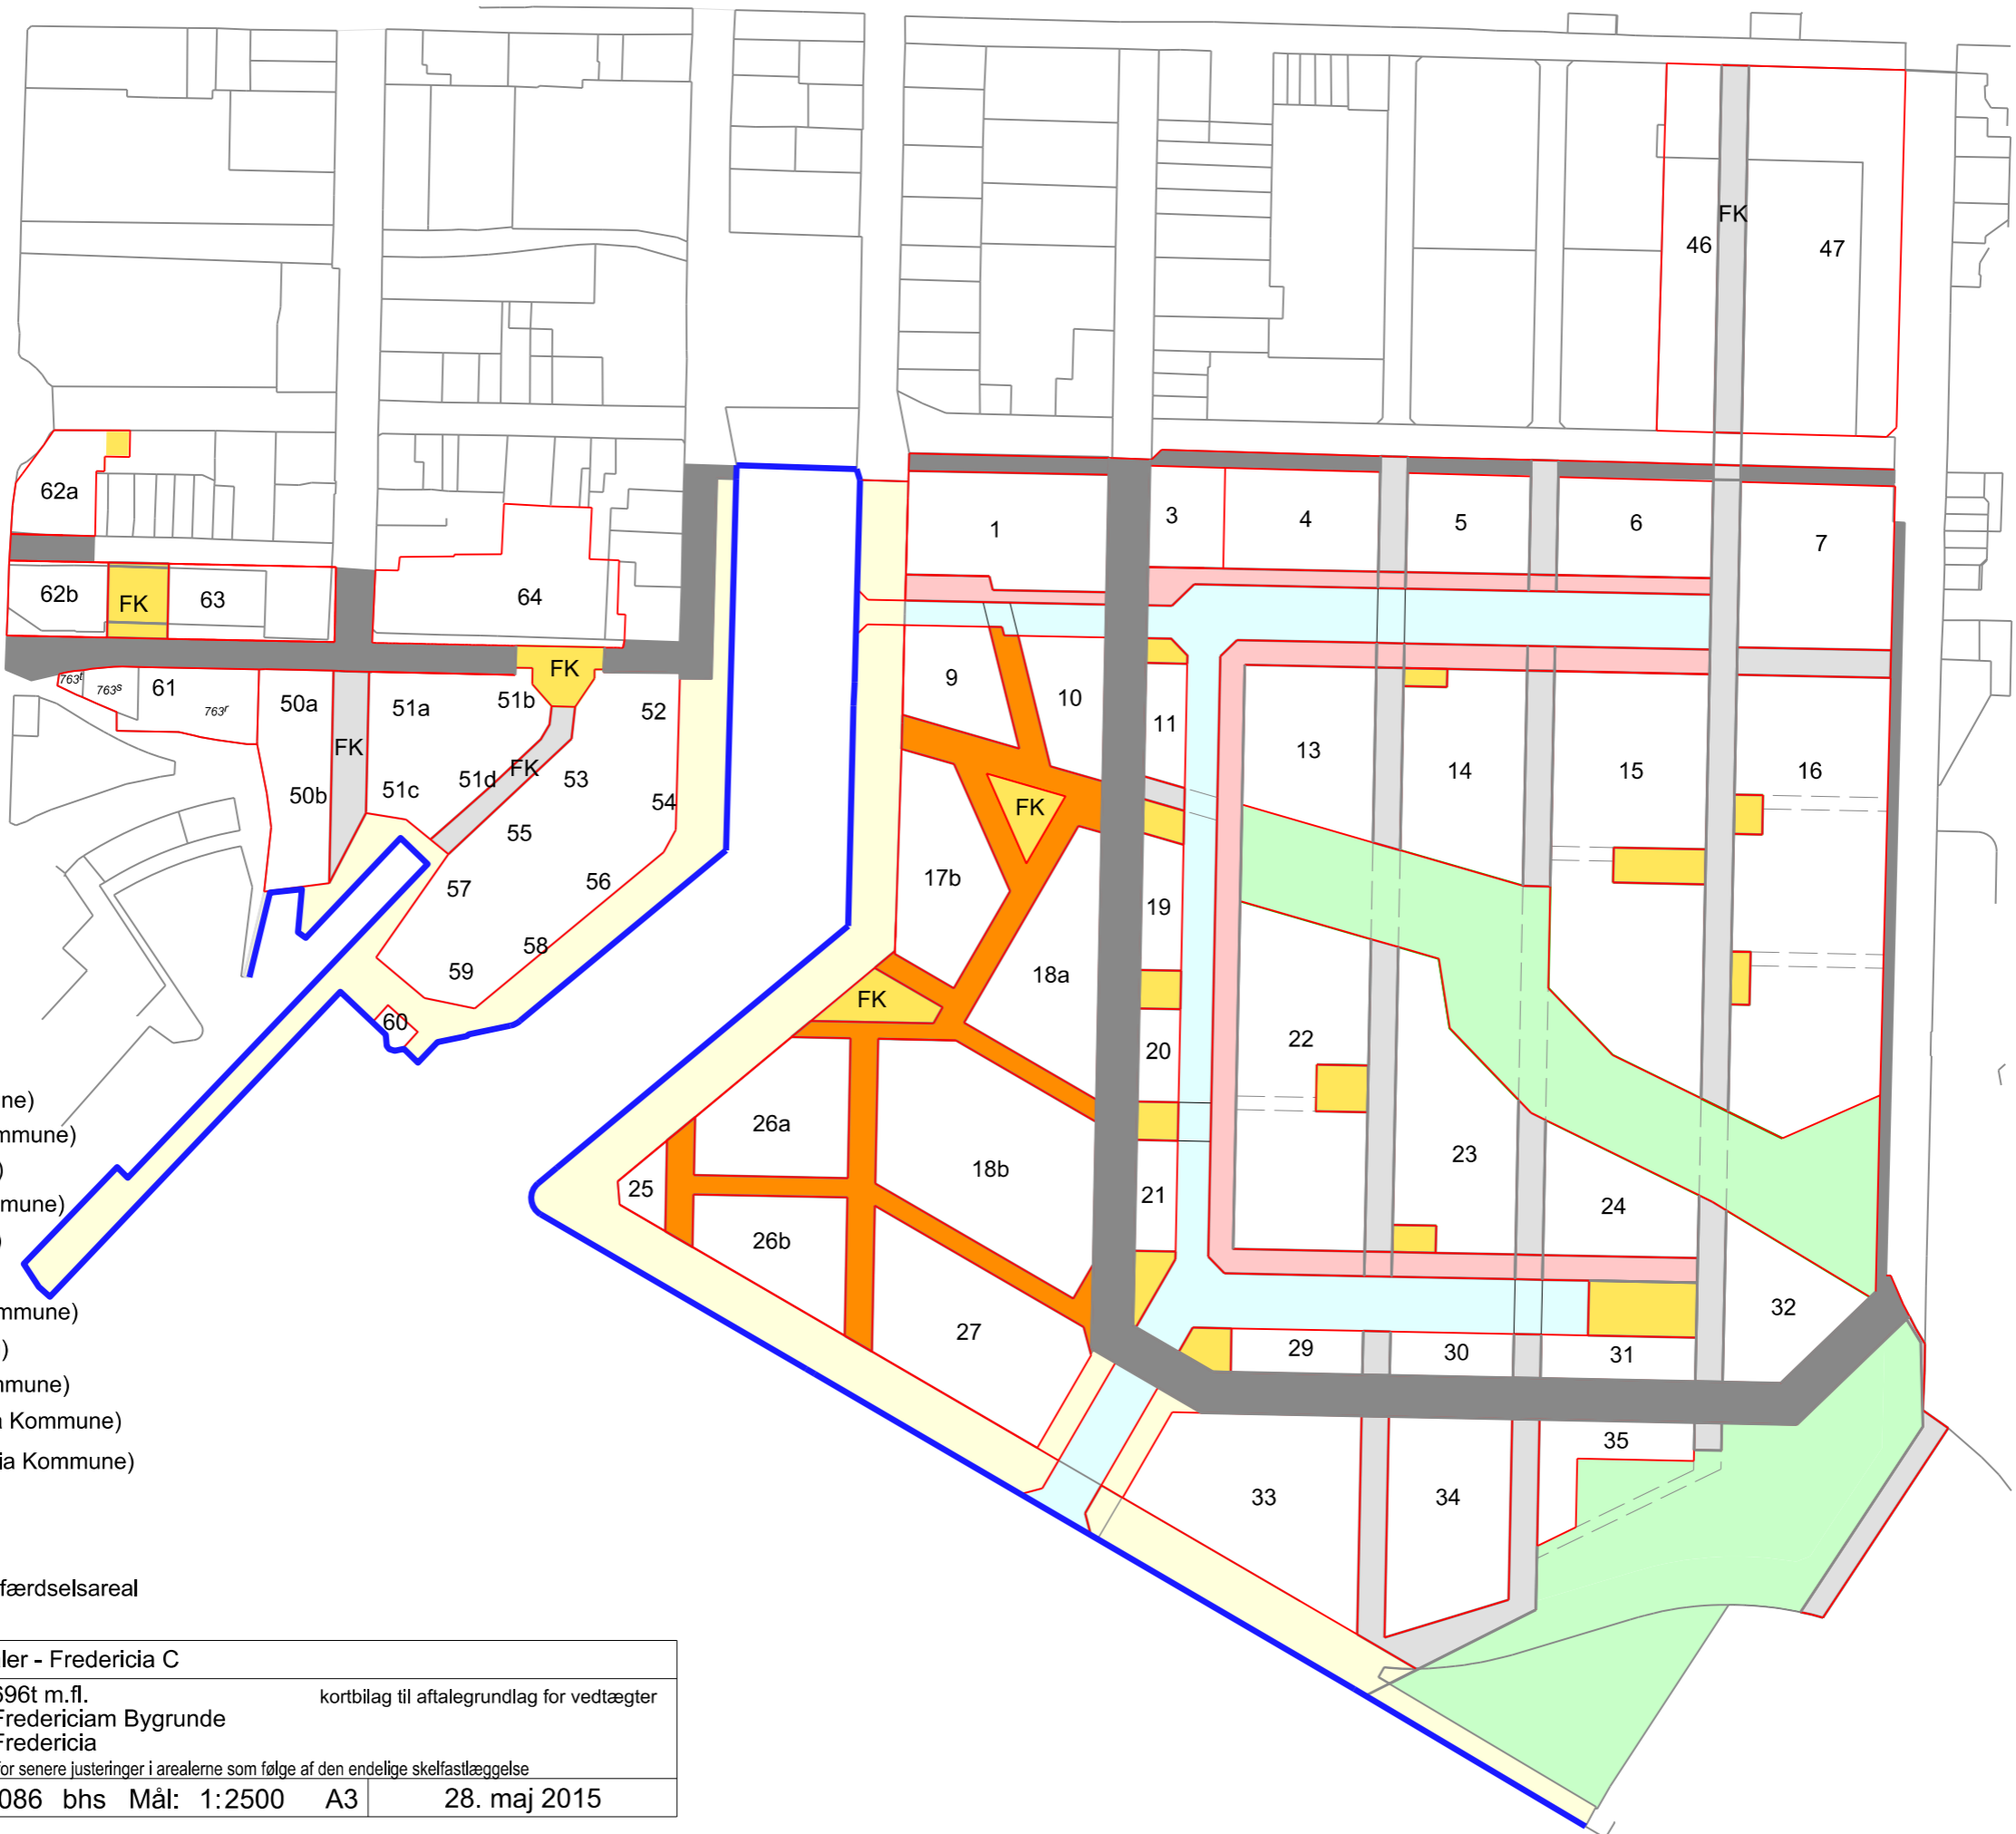 FK
46
47
62a
1
3
4
5
6
7
62b
FK
63
64
FK
763t
763s
61
763r
50a
51a
51b
52
9
10
11
13
14
15
16
FK
50b
51c
51d
FK
53
54
FK
55
57
56
17b
19
58
59
18a
FK
60
20
22
26a
18b
23
25
21
24
26b
27
32
29
30
31
35
33
34
ne)
mmune)
)
mune)
)
mmune)
)
mmune)
a Kommune)
ia Kommune)
færdselsareal
ler - Fredericia C
696t m.fl.
kortbilag til aftalegrundlag for vedtægter
Fredericiam Bygrunde
Fredericia
for senere justeringer i arealerne som følge af den endelige skelfastlæggelse
086 bhs Mål: 1:2500 A3 28. maj 2015